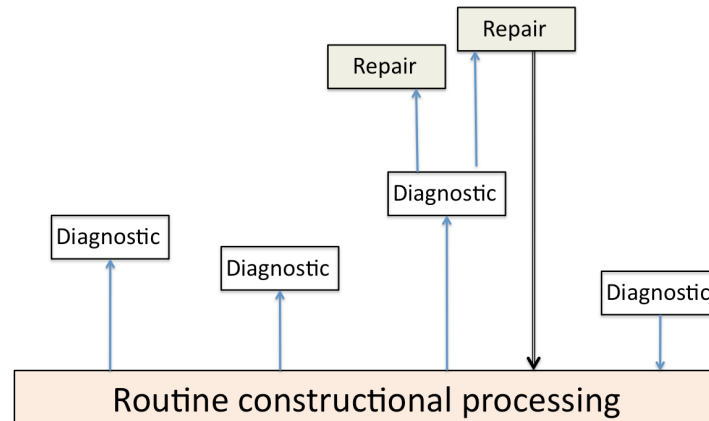 Repair
Repair
Diagnostic
Diagnostic
Diagnostic
Diagnostic
Routine constructional processing